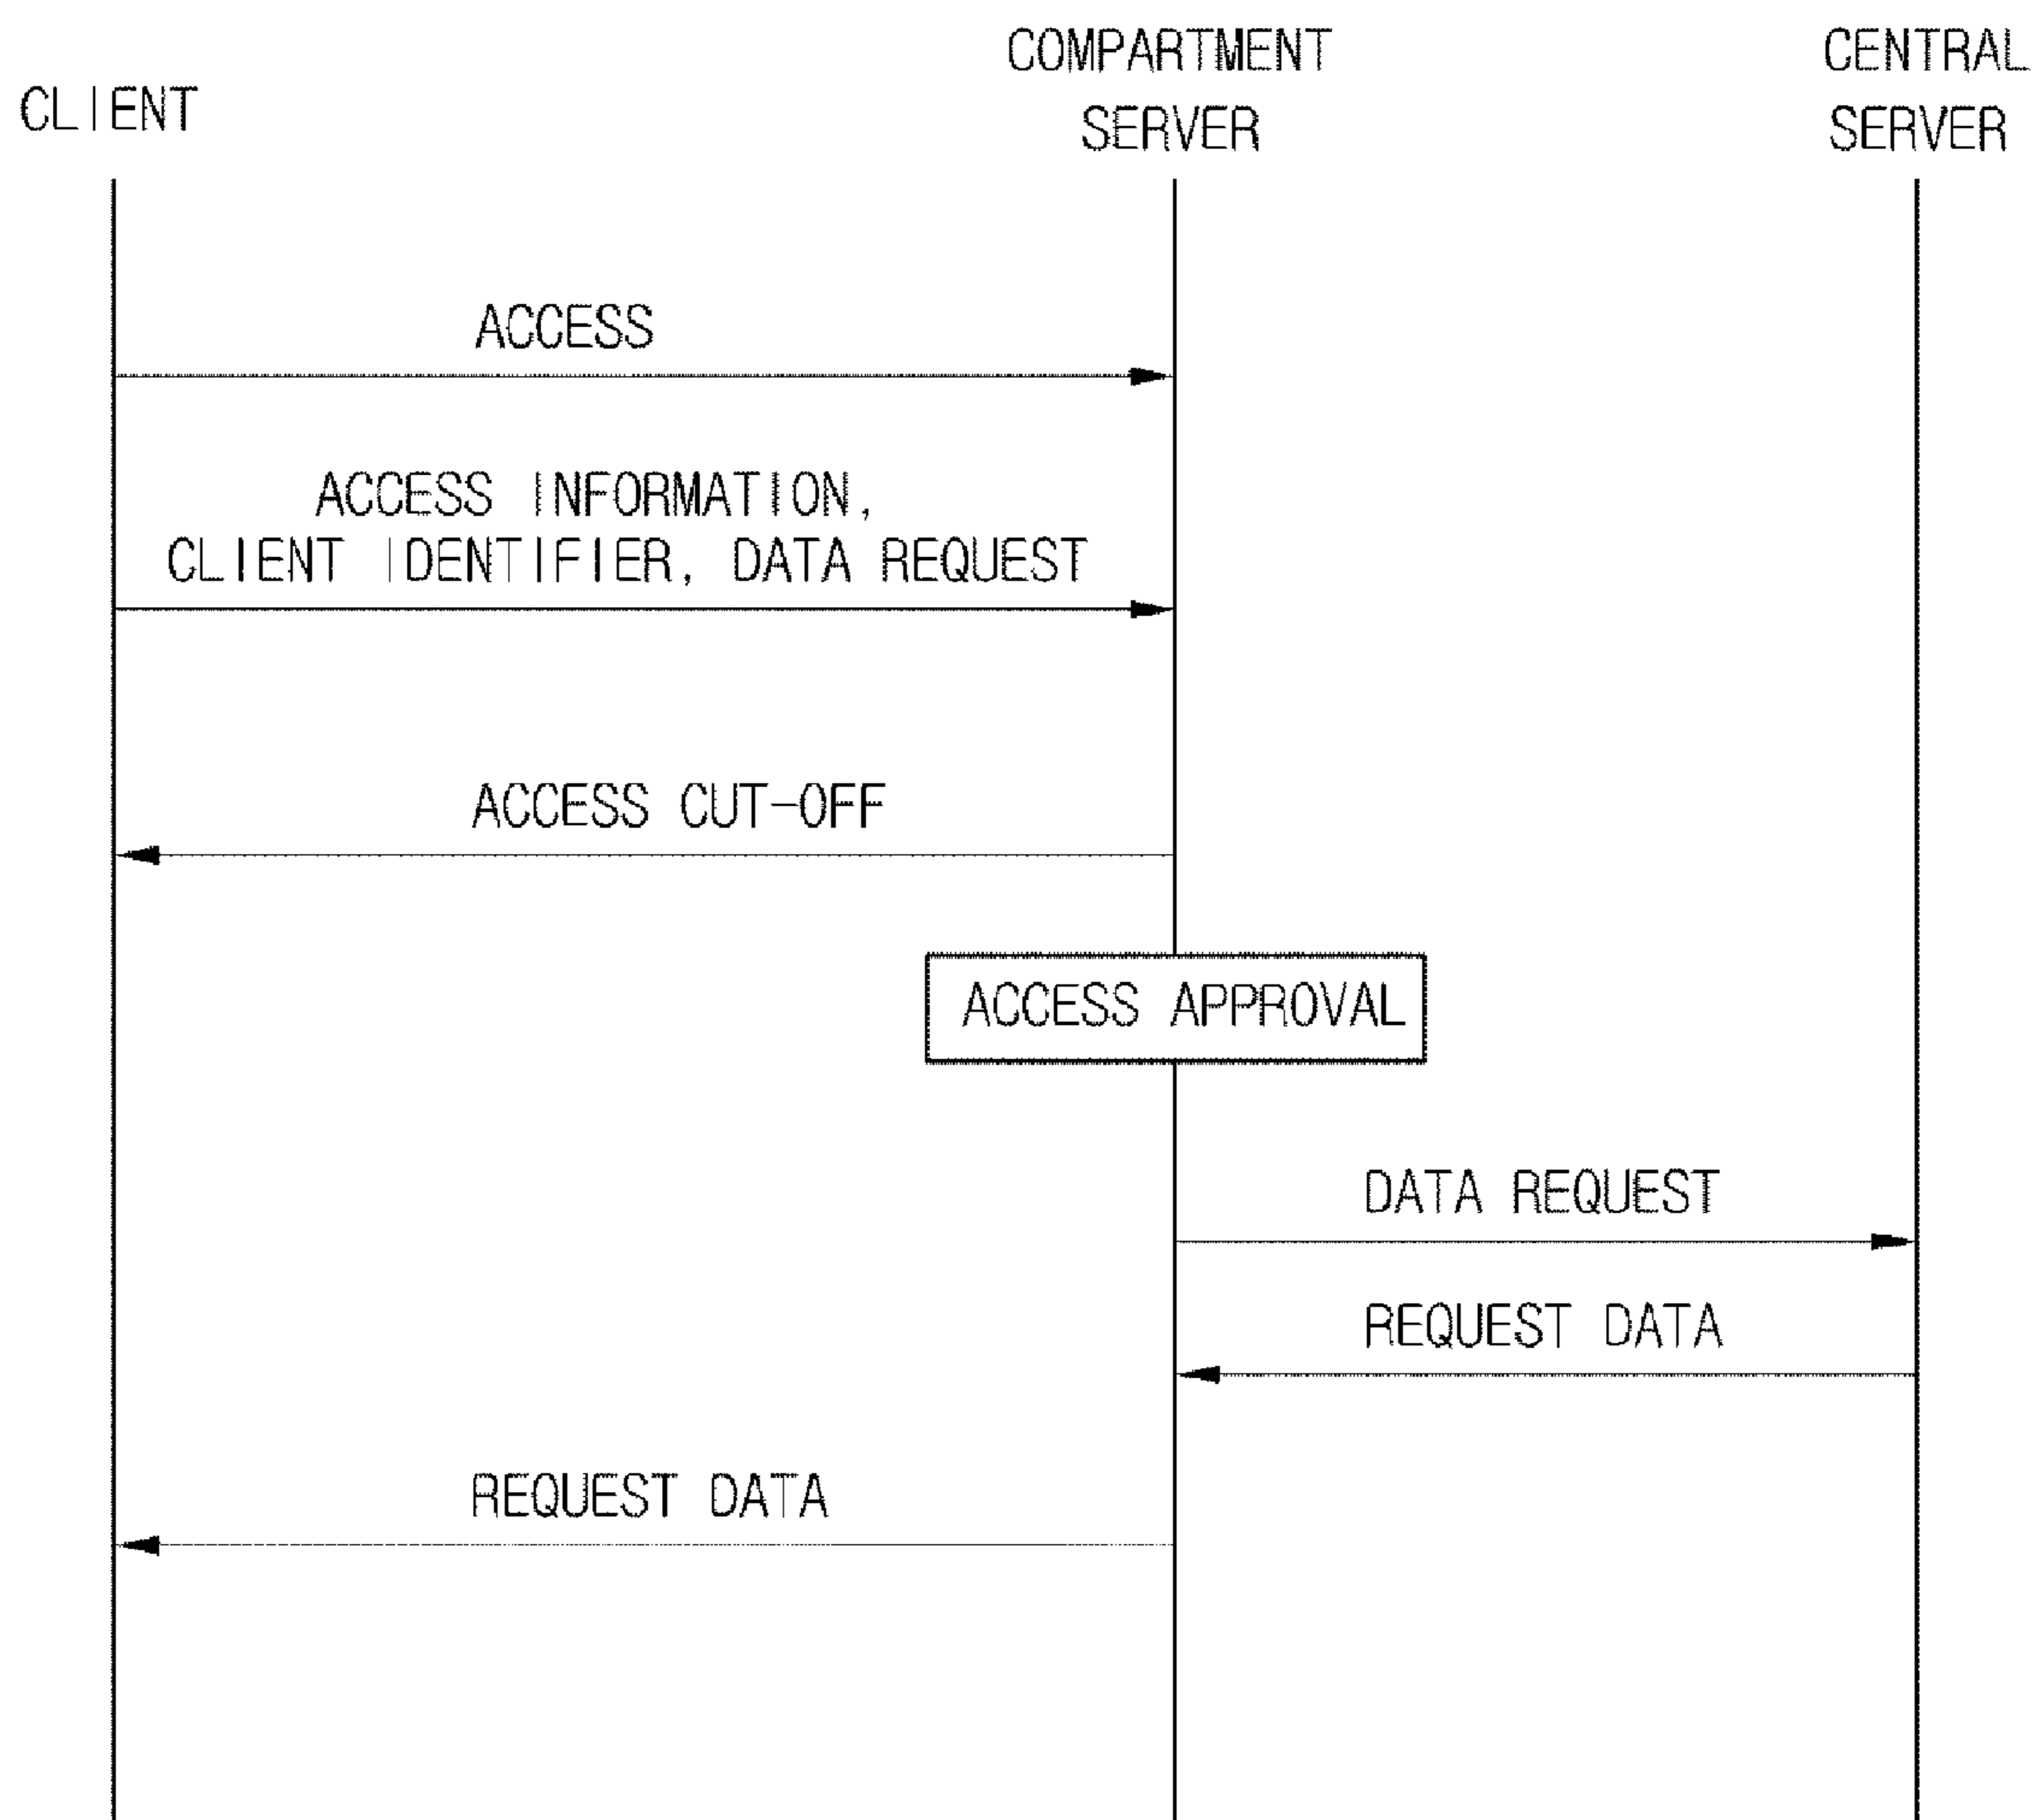 CLIENT
COMPARTMENT
SERVER
CENTRAL
SERVER
ACCESS
ACCESS INFORMATION,
CLIENT IDENTIFIER, DATA REQUEST
ACCESS CUT-OFF
ACCESS APPROVAL
DATA REQUEST
REQUEST DATA
REQUEST DATA